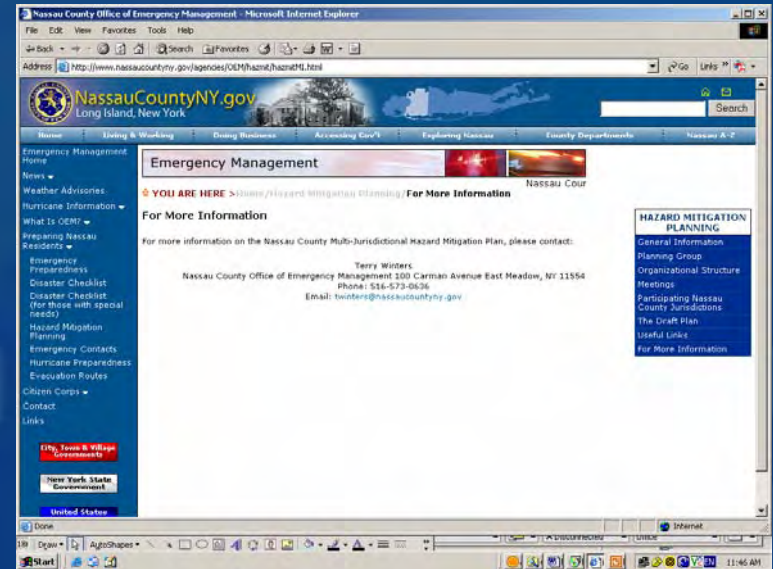 Nassau County Office of Emergency Management - Microsoft Internet Explorer
File Edit View Favorites Tools Help
Back Search Favorites
Address http://www.nassaucountyny.gov/agencies/OEM/hazmit/hazmitMI.html Go Links
NassauCountyNY.gov
Long Island, New York
Search
Home Living & Working Doing Business Accessing Gov't Exploring Nassau County Departments Nassau A-Z
Emergency Management Home
News
Weather Advisories
Hurricane Information
What Is OEM?
Preparing Nassau Residents
Emergency Preparedness
Disaster Checklist
Disaster Checklist (for those with special needs)
Hazard Mitigation Planning
Emergency Contacts
Hurricane Preparedness
Evacuation Routes
Citizen Corps
Contact
Links
City, Town & Village Governments
New York State Government
United States
Emergency Management
Nassau Cour
YOU ARE HERE >Home/Hazard Mitigation Planning/For More Information
For More Information
For more information on the Nassau County Multi-Jurisdictional Hazard Mitigation Plan, please contact:
Terry Winters
Nassau County Office of Emergency Management 100 Carman Avenue East Meadow, NY 11554
Phone: 516-573-0636
Email: twinters@nassaucountyny.gov
HAZARD MITIGATION PLANNING
General Information
Planning Group
Organizational Structure
Meetings
Participating Nassau County Jurisdictions
The Draft Plan
Useful Links
For More Information
Done Internet
Draw AutoShapes
Start 11:46 AM